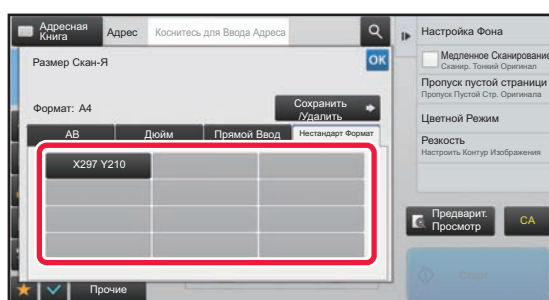 Адресная
Книга
Адрес
Коснитесь для Ввода Адреса
Настройка Фона
Размер Скан-Я
OK
Медленное Сканирование
Сканир. Тонкий Оригинал
Пропуск пустой страници
Пропуск Пустой Стр. Оригинала
Формат: A4
Сохранить
/Удалить
Цветной Режим
AB
Дюйм
Прямой Ввод
Нестандарт Формат
Резкость
Настроить Контур Изображения
X297 Y210
Предварит.
Просмотр
CA
Старт
Прочие